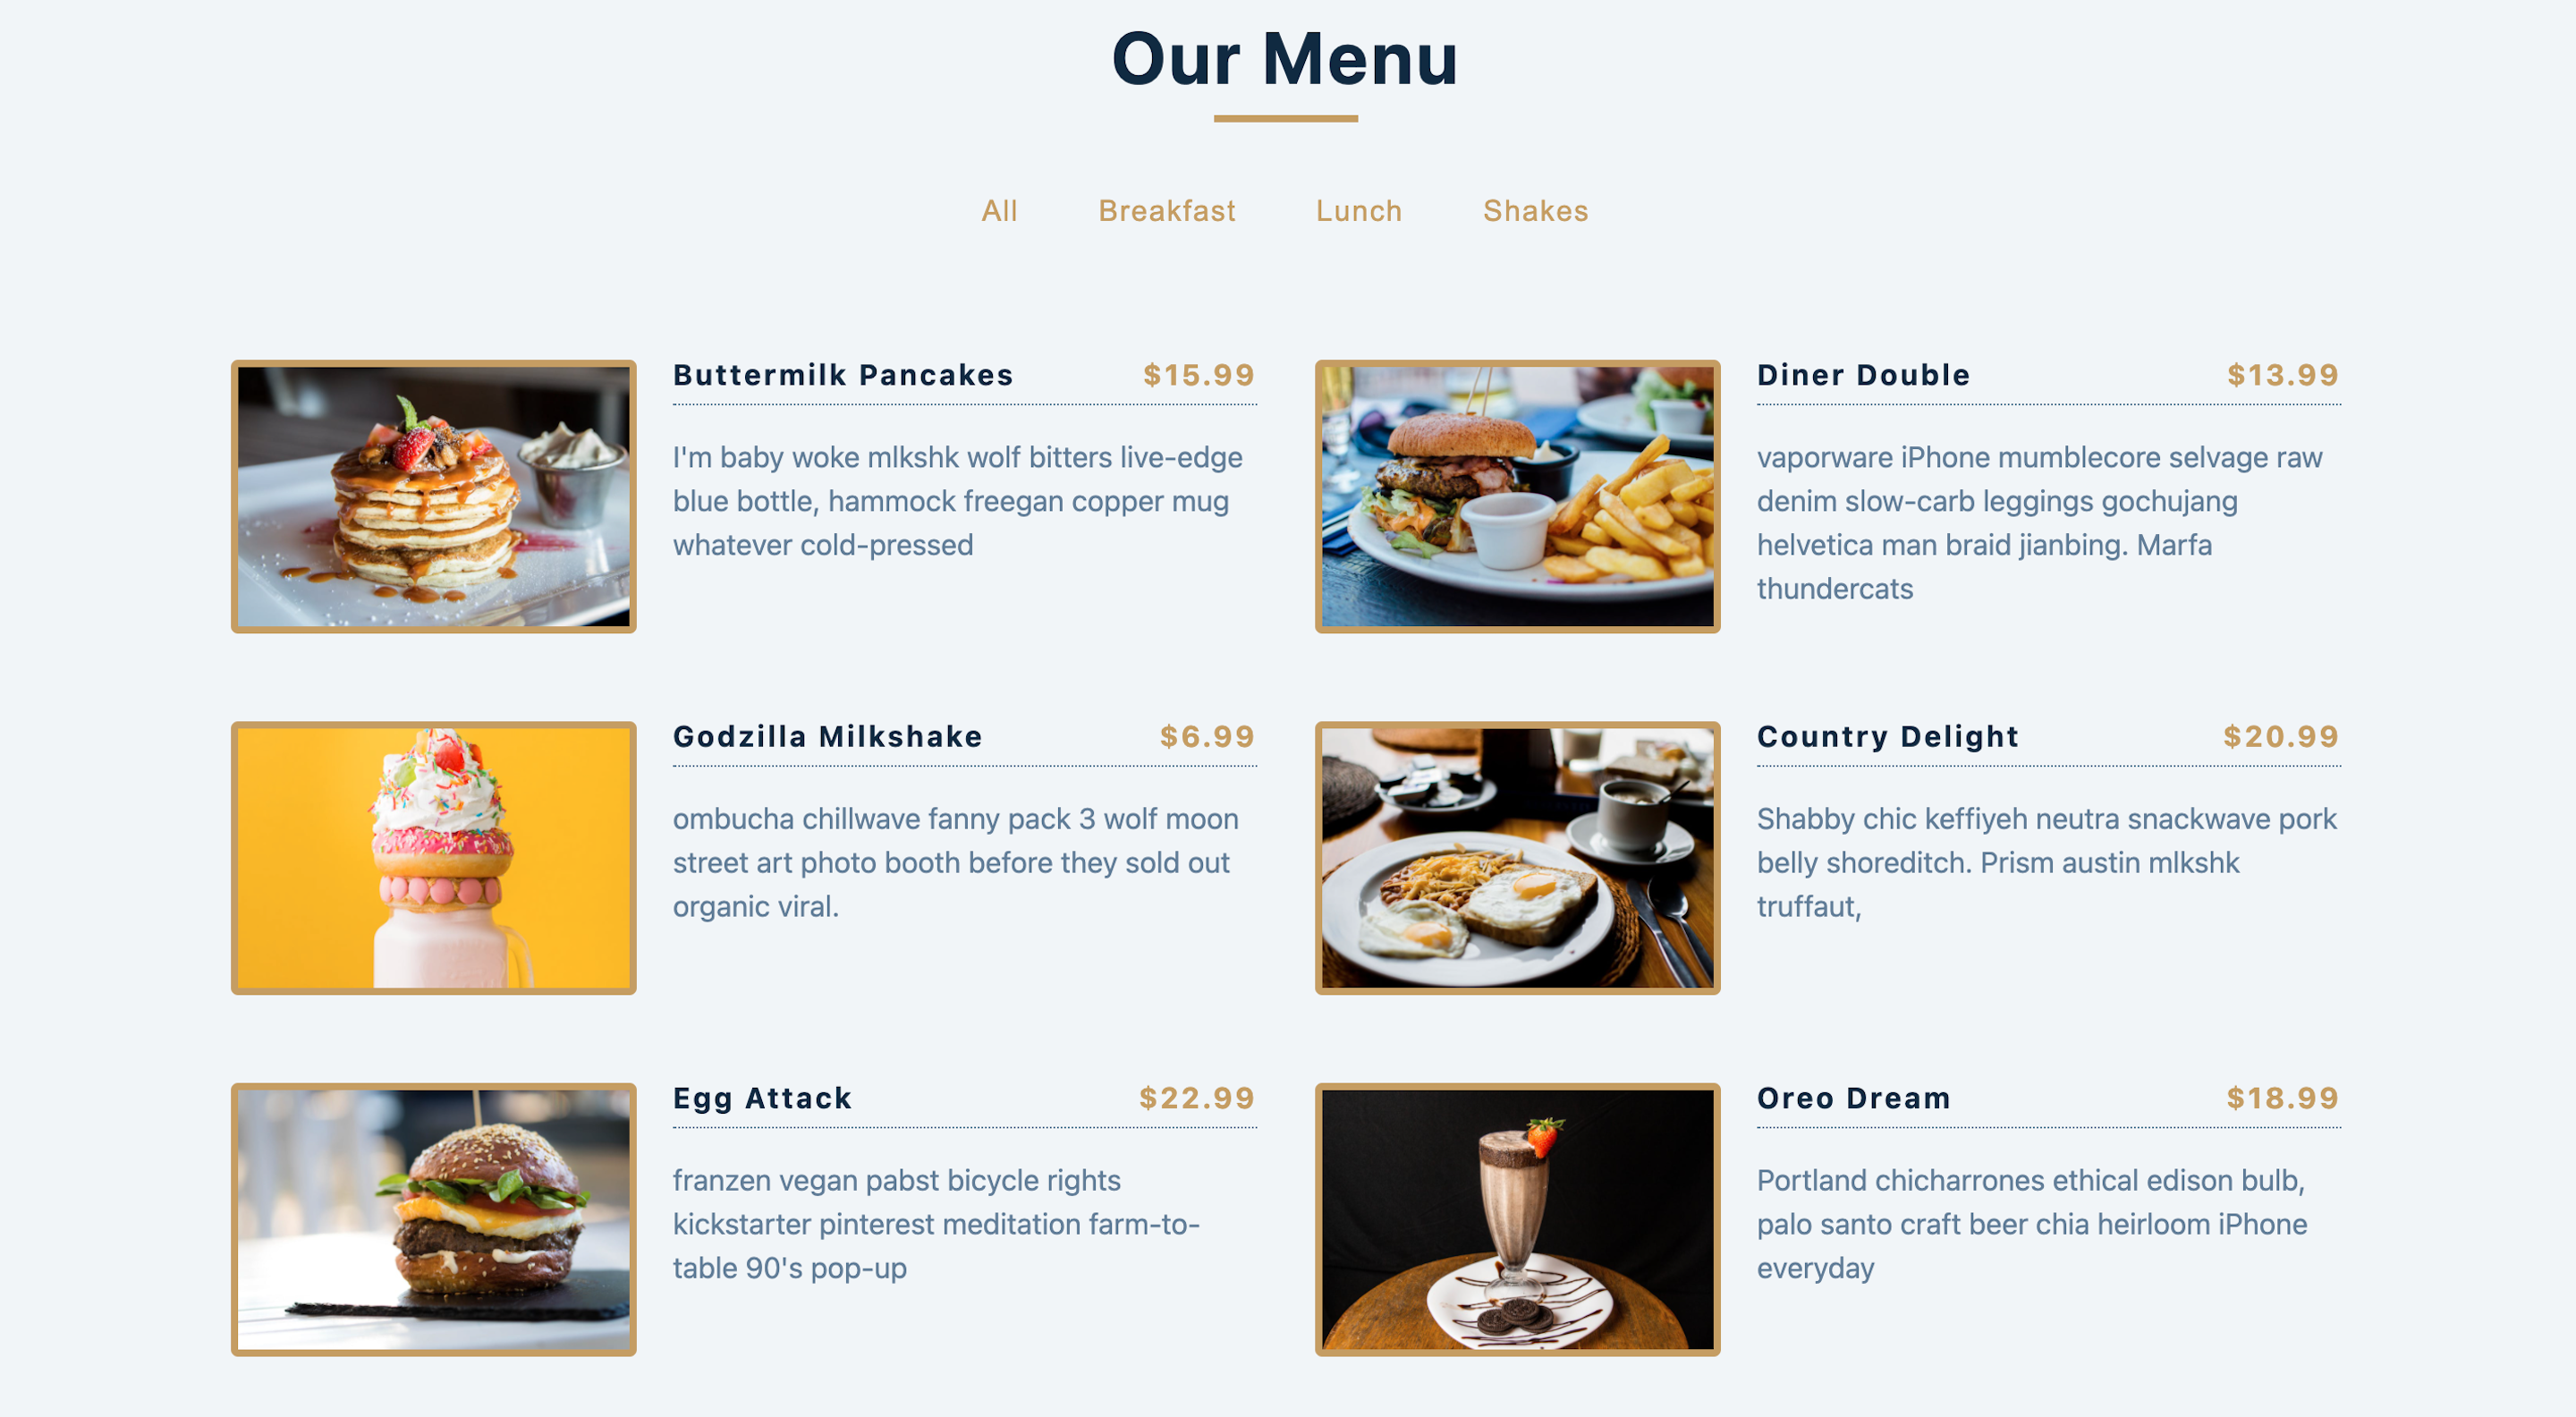 Our Menu
All Breakfast Lunch Shakes
Buttermilk Pancakes $15.99
I'm baby woke mlkshk wolf bitters live-edge
blue bottle, hammock freegan copper mug
whatever cold-pressed
Diner Double $13.99
vaporware iPhone mumblecore selvage raw
denim slow-carb leggings gochujang
helvetica man braid jianbing. Marfa
thundercats
Godzilla Milkshake $6.99
ombucha chillwave fanny pack 3 wolf moon
street art photo booth before they sold out
organic viral.
Country Delight $20.99
Shabby chic keffiyeh neutra snackwave pork
belly shoreditch. Prism austin mlkshk
truffaut,
Egg Attack $22.99
franzen vegan pabst bicycle rights
kickstarter pinterest meditation farm-to-
table 90's pop-up
Oreo Dream $18.99
Portland chicharrones ethical edison bulb,
palo santo craft beer chia heirloom iPhone
everyday